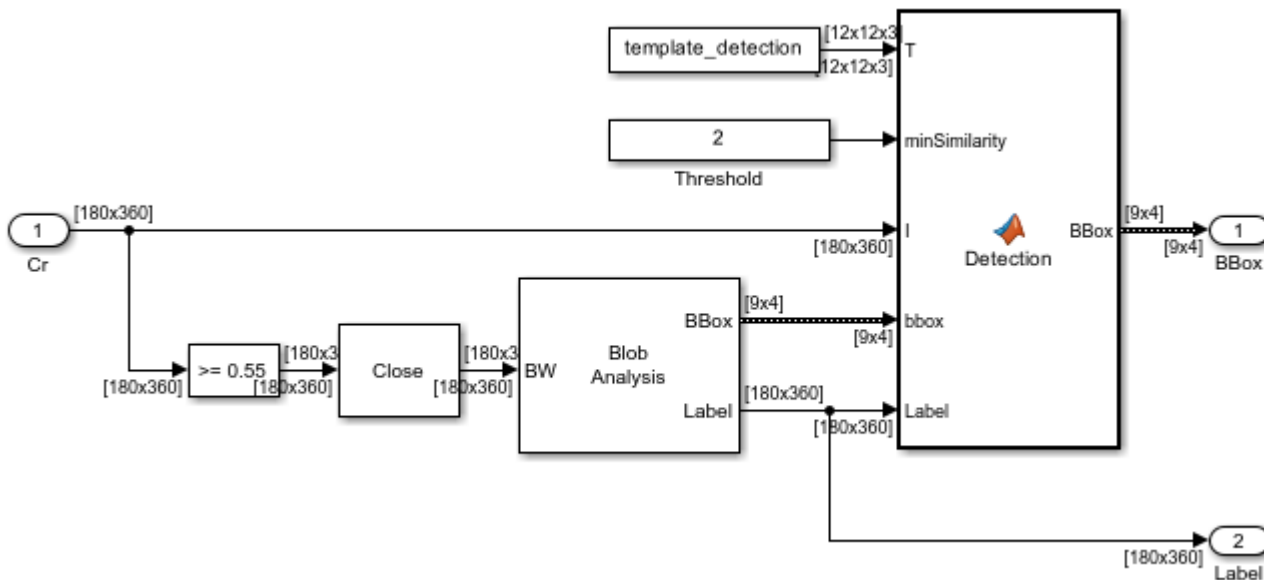 [12x12x3]
template_detection
T
[12x12x3]
2
minSimilarity
Threshold
[180x360]
[9x4]
1
I
BBox
1
Cr
[180x360]
Detection
[9x4]
BBox
[9x4]
BBox
bbox
[180x3
[180x3
[9x4]
>= 0.55
Close
BW
Blob
Analysis
[180x360]
[180x360]
[180x360]
[180x360]
Label
Label
[180x360]
2
[180x360]
Label